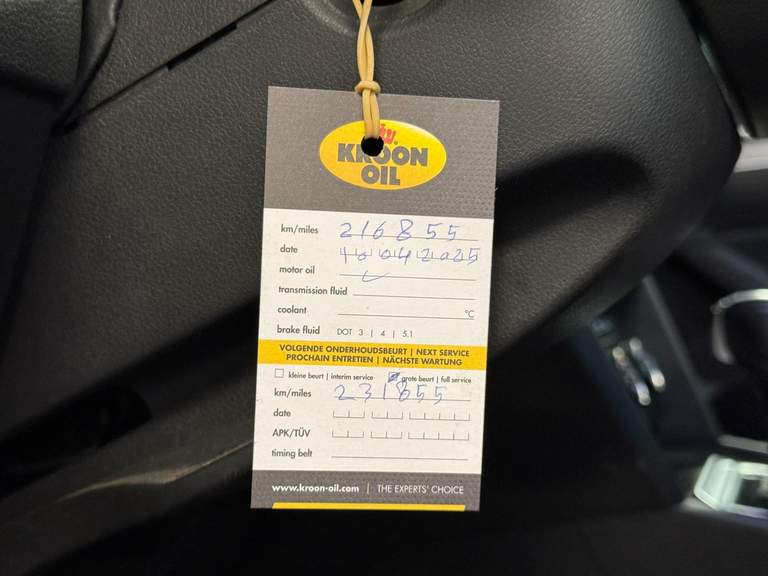 KROON
OIL
km/miles 216855
date 10 04 2025
motor oil ✓
transmission fluid
coolant °C
brake fluid DOT 3 | 4 | 5.1
VOLGENDE ONDERHOUDSBEURT | NEXT SERVICE
PROCHAIN ENTRETIEN | NÄCHSTE WARTUNG
kleine beurt | interim service grote beurt | full service
km/miles 231855
date
APK/TÜV
timing belt
www.kroon-oil.com | THE EXPERTS' CHOICE